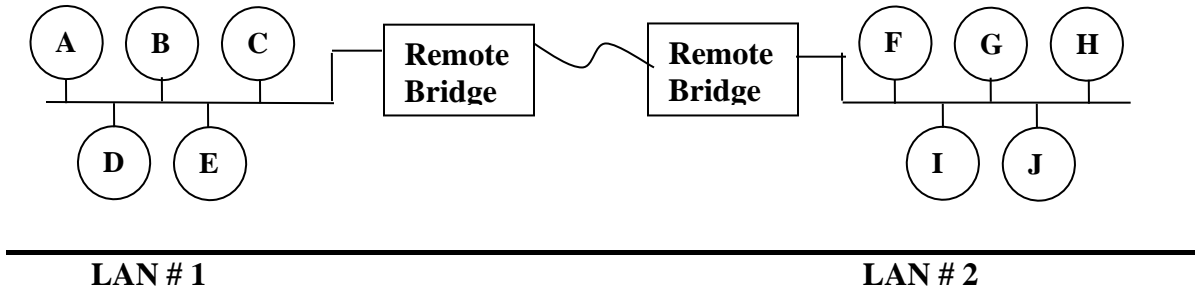 A B C
Remote Bridge
Remote Bridge
F G H
D E
I J
LAN # 1
LAN # 2